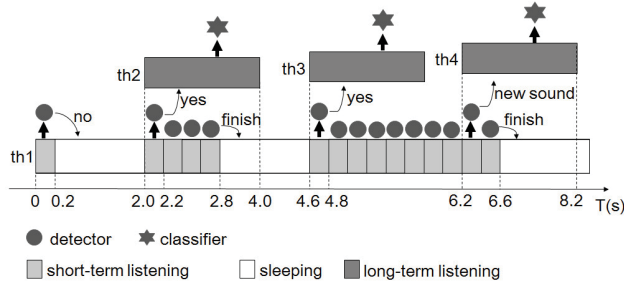 th2
th3
th4
no
yes
finish
yes
new sound
finish
th1
0 0.2 2.0 2.2 2.8 4.0 4.6 4.8 6.2 6.6 8.2 T(s)
detector classifier
short-term listening sleeping long-term listening